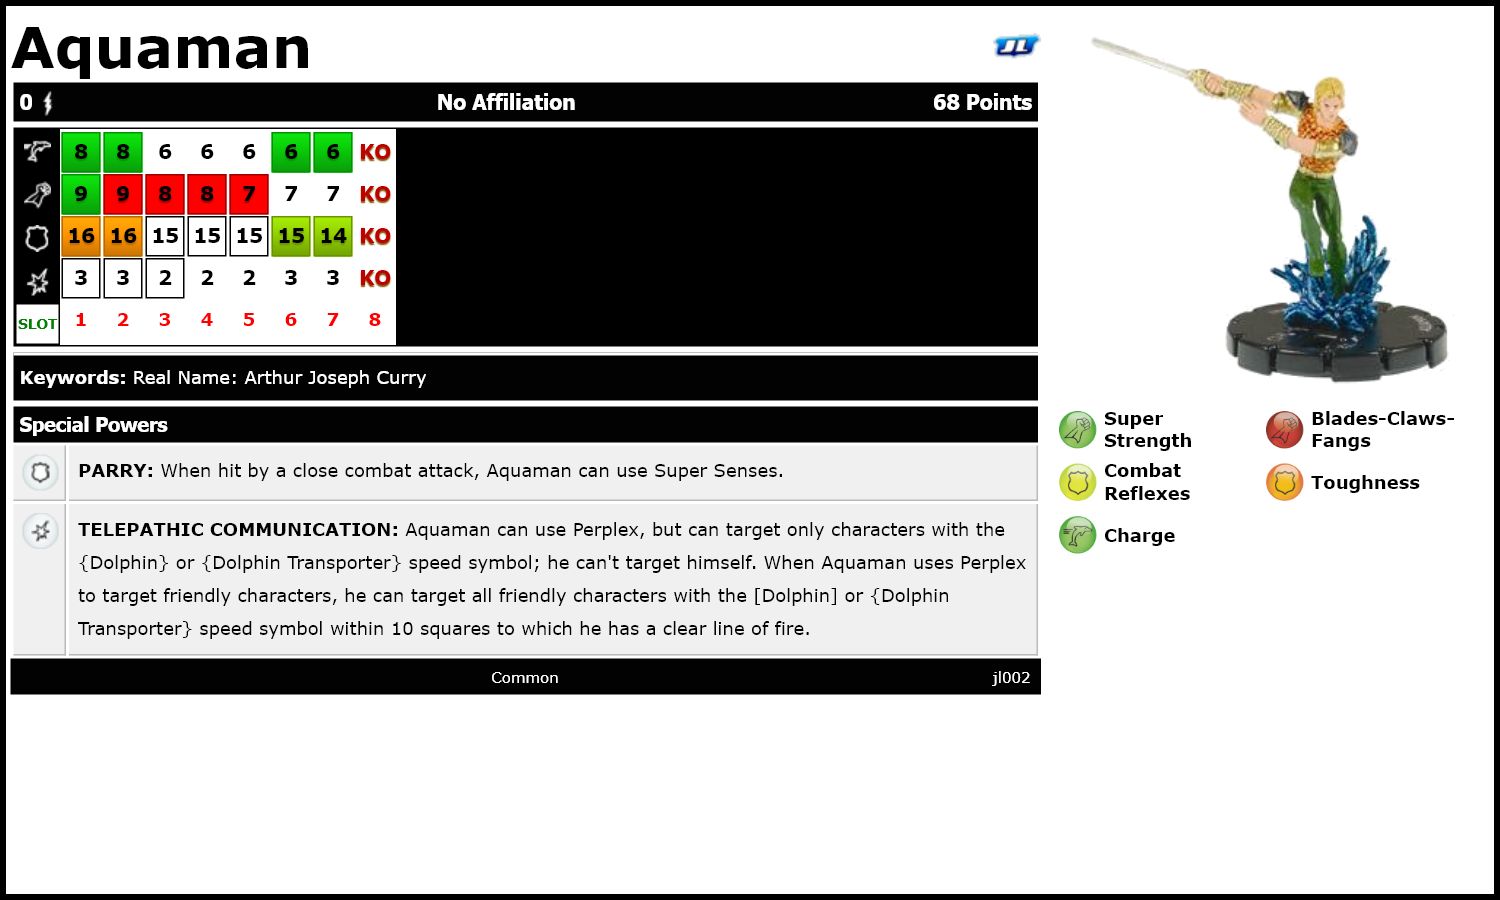 Aquaman
JL
0 No Affiliation 68 Points
8 8 6 6 6 6 6 KO
9 9 8 8 7 7 7 KO
16 16 15 15 15 15 14 KO
3 3 2 2 2 3 3 KO
SLOT 1 2 3 4 5 6 7 8
Keywords: Real Name: Arthur Joseph Curry
Special Powers
PARRY: When hit by a close combat attack, Aquaman can use Super Senses.
TELEPATHIC COMMUNICATION: Aquaman can use Perplex, but can target only characters with the
{Dolphin} or {Dolphin Transporter} speed symbol; he can't target himself. When Aquaman uses Perplex
to target friendly characters, he can target all friendly characters with the [Dolphin] or {Dolphin
Transporter} speed symbol within 10 squares to which he has a clear line of fire.
Common jl002
Super
Strength
Blades-Claws-
Fangs
Combat
Reflexes
Toughness
Charge